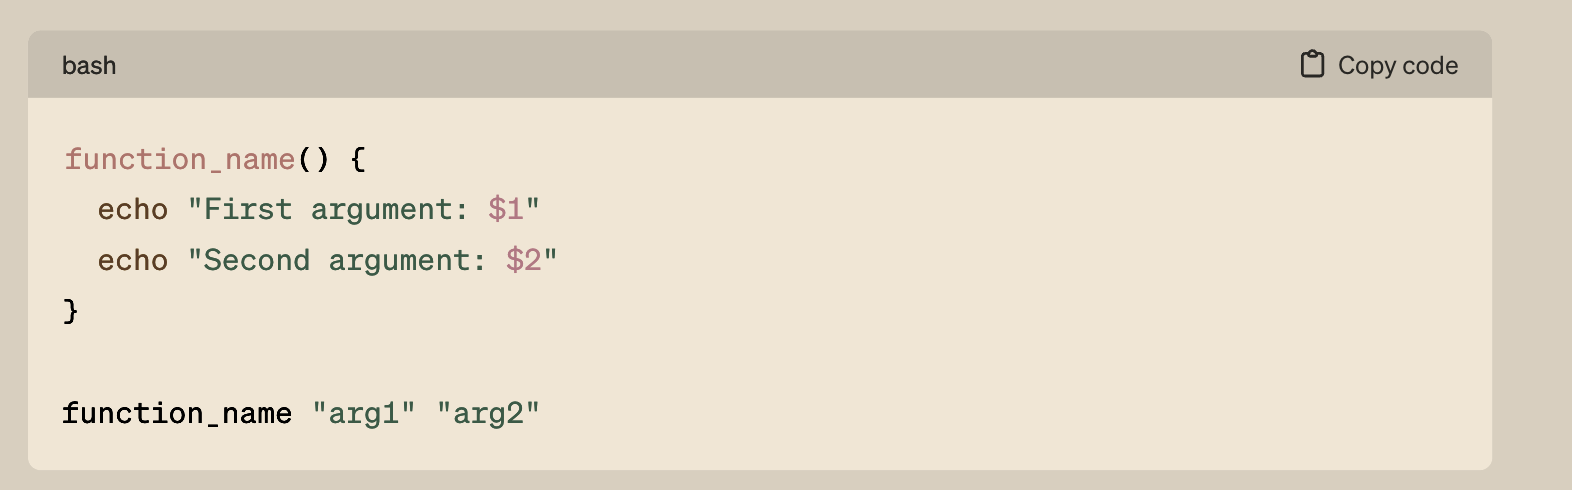 bash
Copy code
function_name() {
  echo "First argument: $1"
  echo "Second argument: $2"
}

function_name "arg1" "arg2"